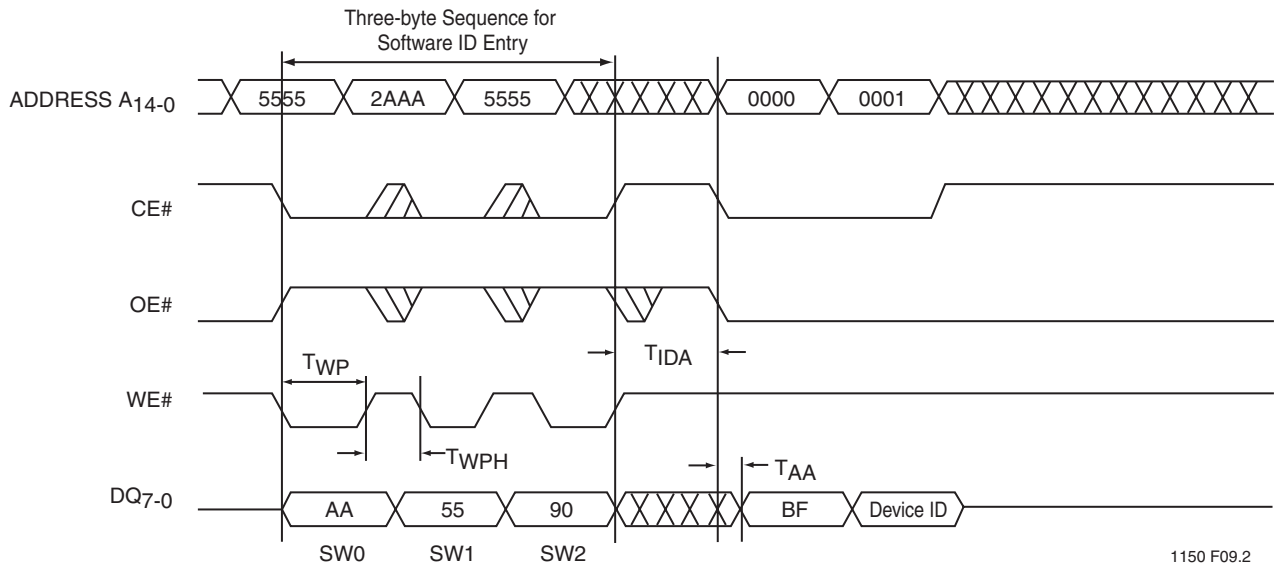 Three-byte Sequence for
Software ID Entry
ADDRESS A14-0 5555 2AAA 5555 0000 0001
CE#
OE#
TIDA
TWP
WE#
TWPH
TAA
DQ7-0 AA 55 90 BF Device ID
SW0 SW1 SW2
1150 F09.2